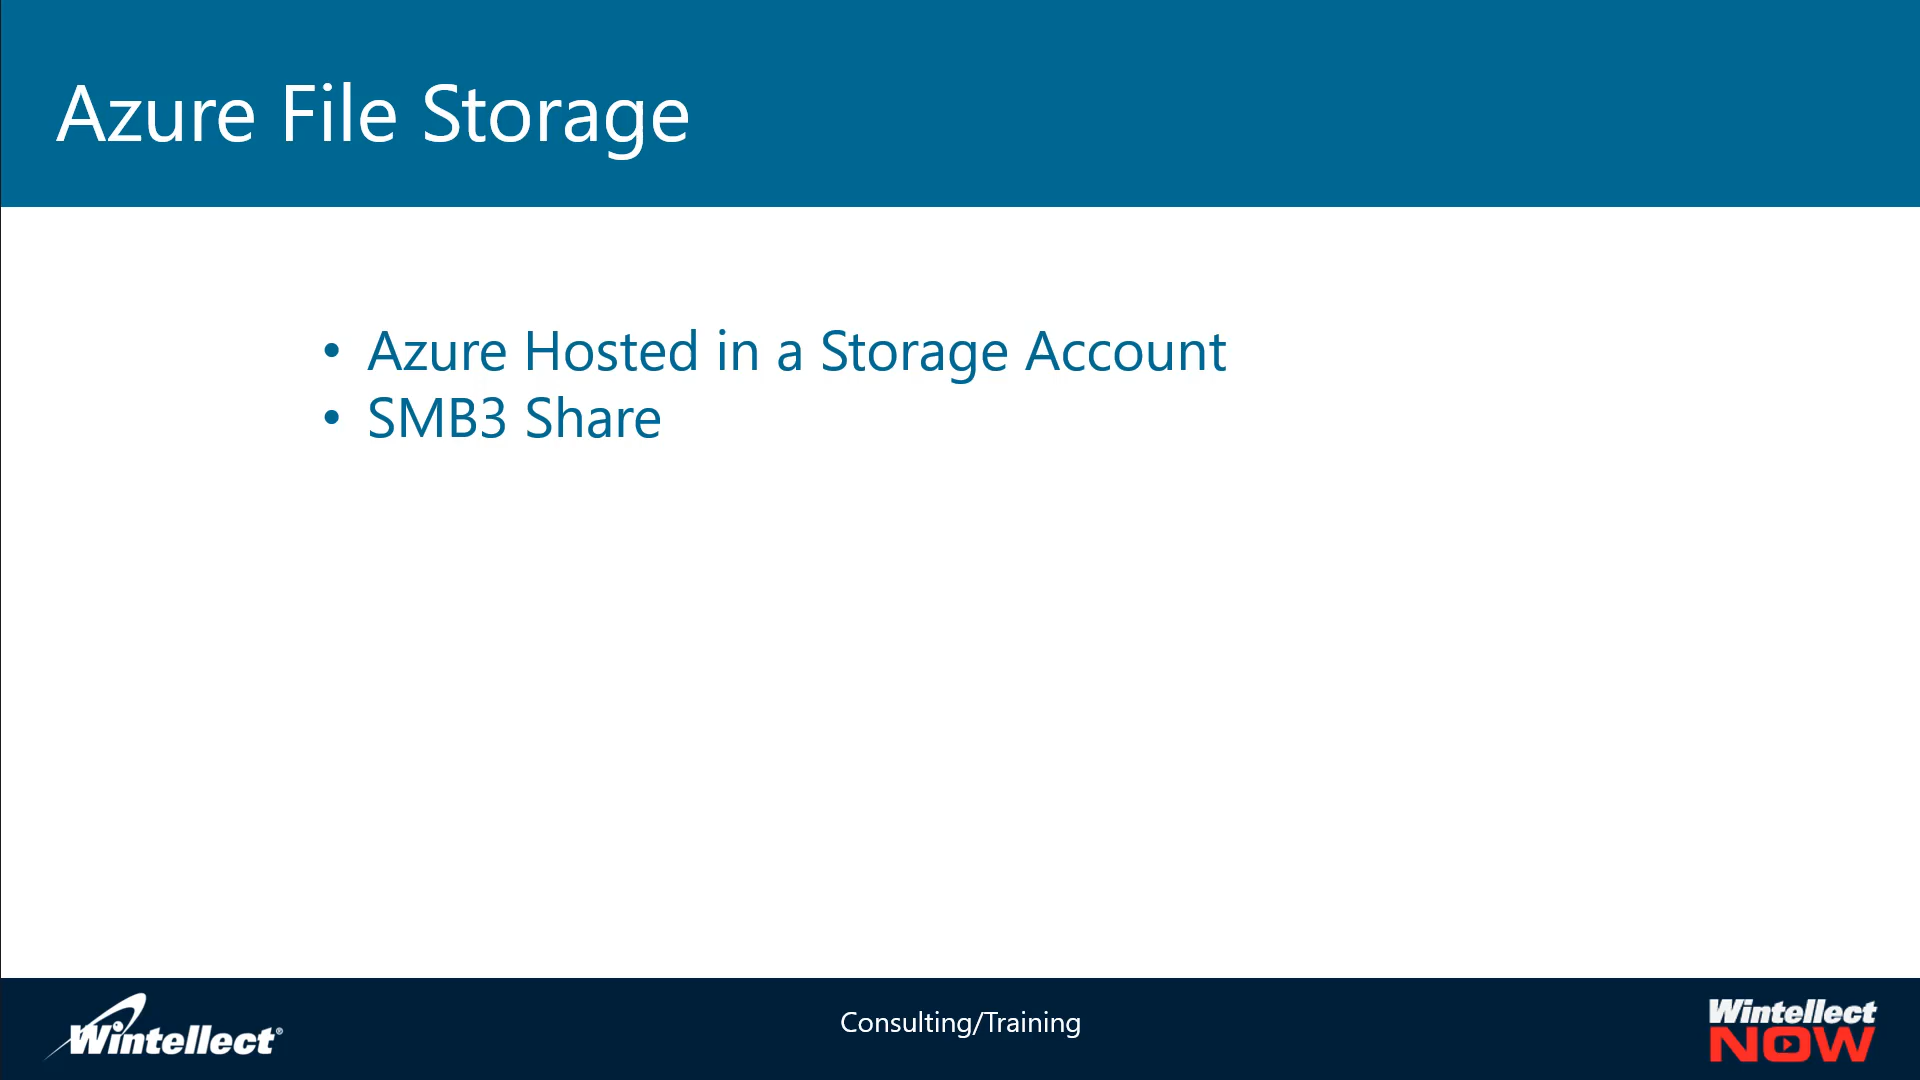 Azure File Storage
• Azure Hosted in a Storage Account
• SMB3 Share
Wintellect®
Consulting/Training
Wintellect
NOW